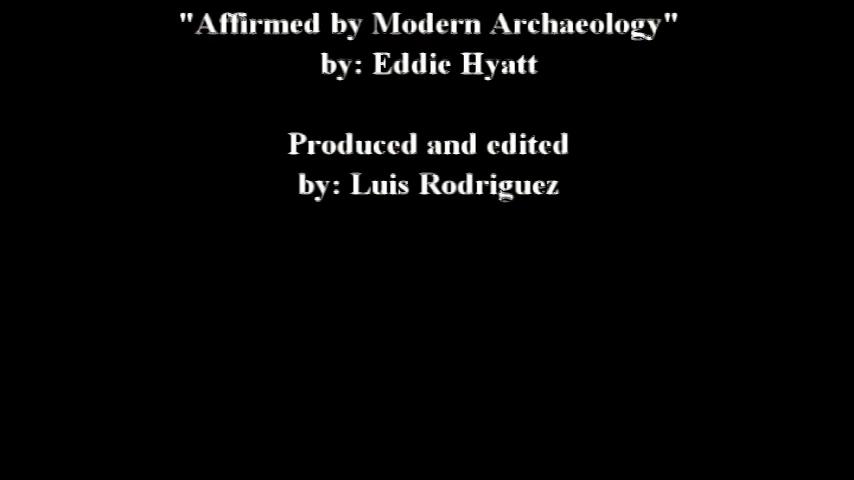 "Affirmed by Modern Archaeology"
by: Eddie Hyatt
Produced and edited
by: Luis Rodriguez